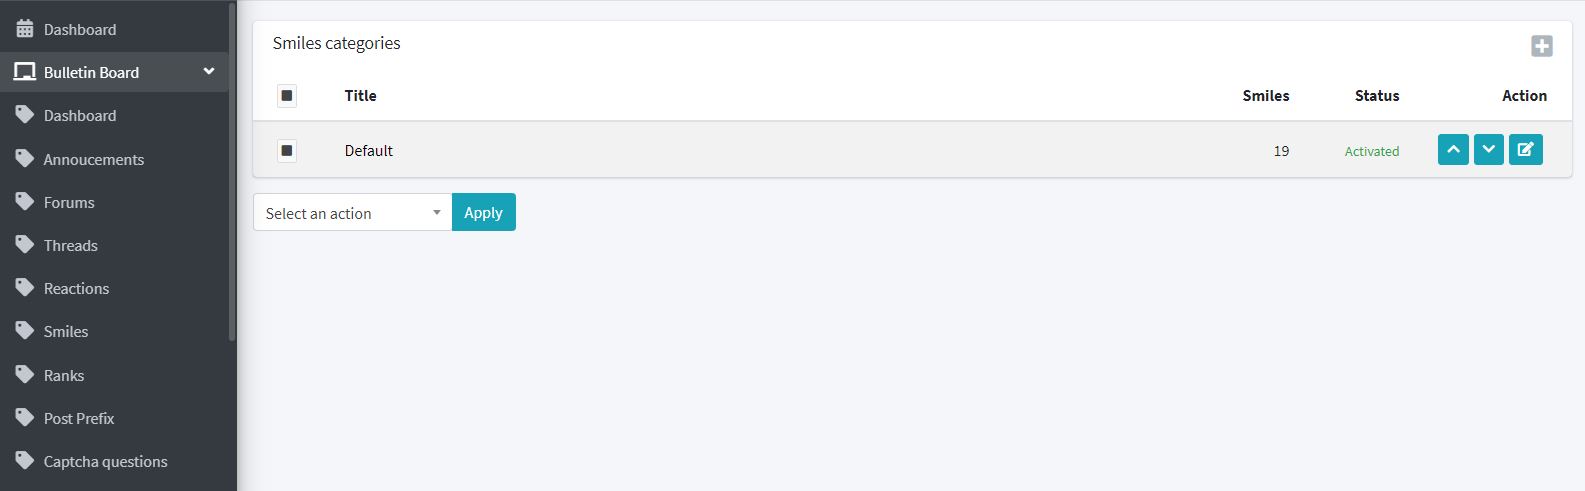 Dashboard
Bulletin Board
Dashboard
Annoucements
Forums
Threads
Reactions
Smiles
Ranks
Post Prefix
Captcha questions
Smiles categories
Title Smiles Status Action
Default 19 Activated
Select an action Apply